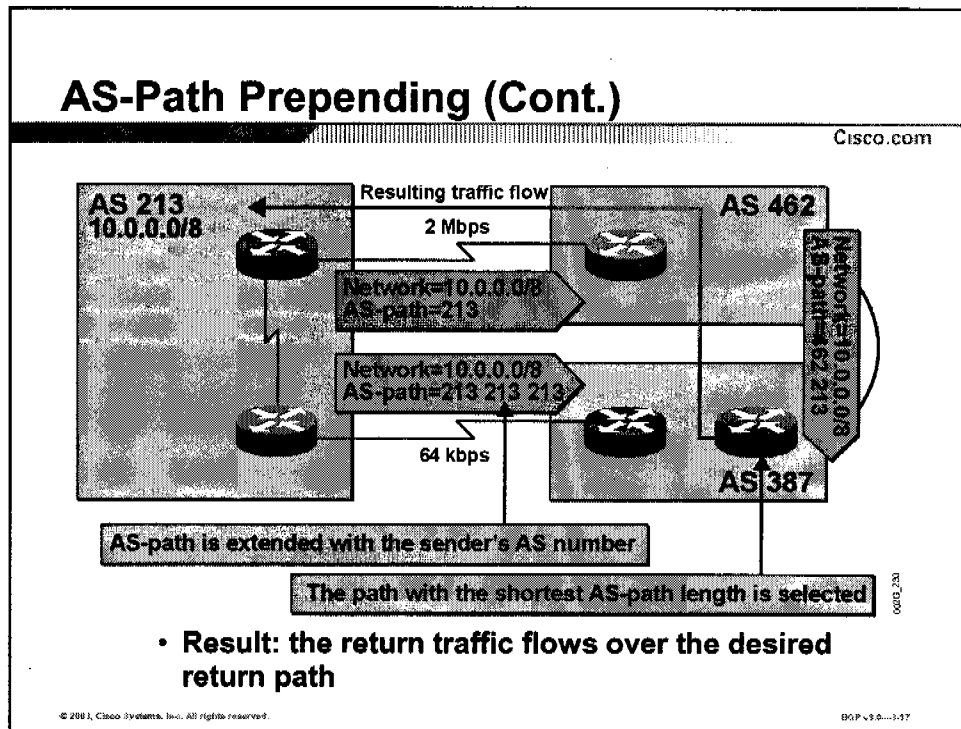 AS-Path Prepending (Cont.)
Cisco.com
AS 213
10.0.0.0/8
Resulting traffic flow
2 Mbps
AS 462
Network=10.0.0.0/8
AS-path=213
Network=10.0.0.0/8
AS-path=462 213
Network=10.0.0.0/8
AS-path=213 213 213
64 kbps
AS 387
AS-path is extended with the sender's AS number
The path with the shortest AS-path length is selected
• Result: the return traffic flows over the desired
return path
© 2003, Cisco Systems, Inc. All rights reserved.